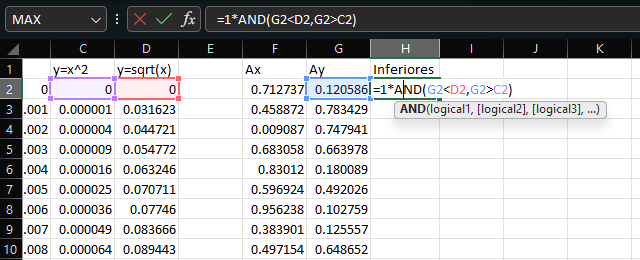 MAX =1*AND(G2<D2,G2>C2)
C D E F G H I J K L
1 y=x^2 y=sqrt(x) Ax Ay Inferiores
2 0 0 0 0.712737 0.120586 =1*AND(G2<D2,G2>C2)
3 .001 0.000001 0.031623 0.458872 0.783429 AND(logical1, [logical2], [logical3], ...)
4 .002 0.000004 0.044721 0.009087 0.747941
5 .003 0.000009 0.054772 0.683058 0.663978
6 .004 0.000016 0.063246 0.83012 0.180089
7 .005 0.000025 0.070711 0.596924 0.492026
8 .006 0.000036 0.07746 0.956238 0.102759
9 .007 0.000049 0.083666 0.383901 0.125557
10 .008 0.000064 0.089443 0.497154 0.648652